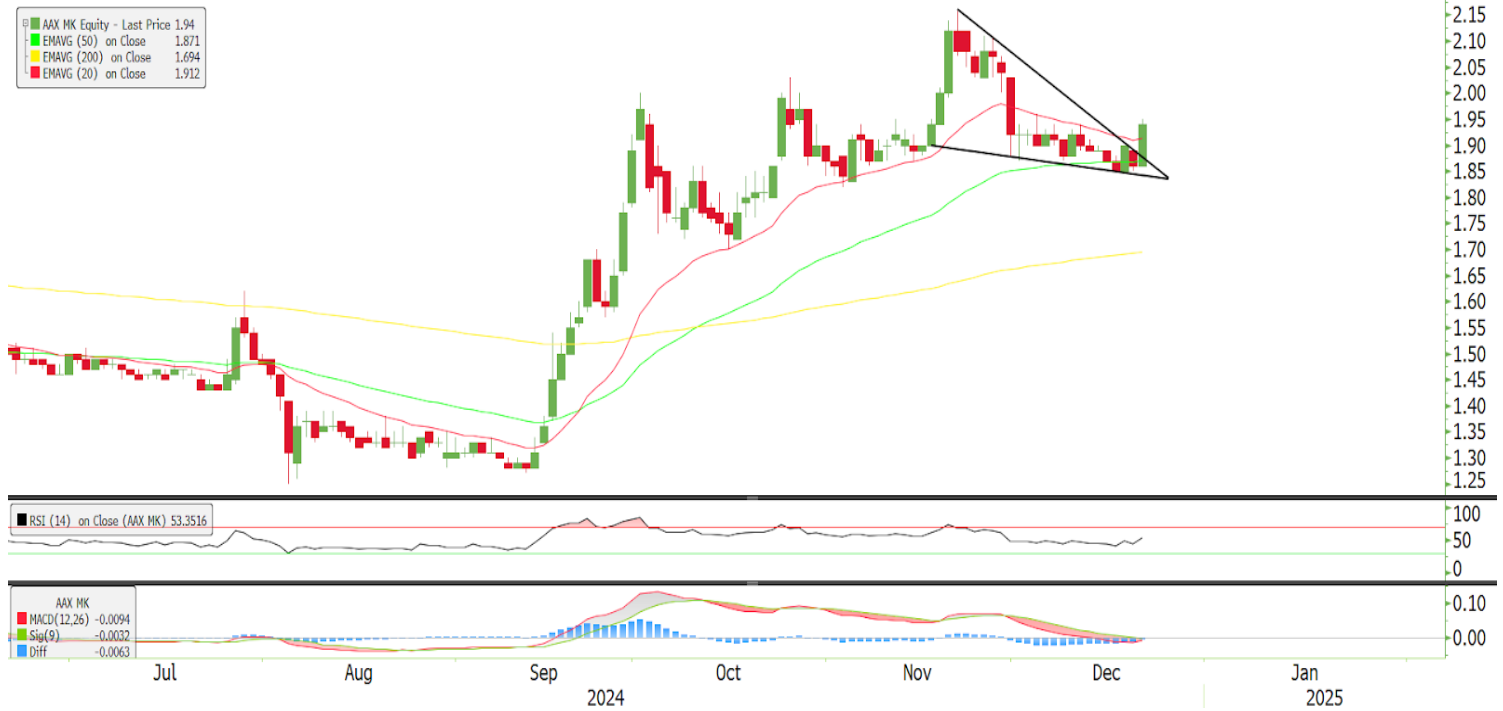 AAX MK Equity - Last Price 1.94
EMAVG (50) on Close 1.871
EMAVG (200) on Close 1.694
EMAVG (20) on Close 1.912
2.15
2.10
2.05
2.00
1.95
1.90
1.85
1.80
1.75
1.70
1.65
1.60
1.55
1.50
1.45
1.40
1.35
1.30
1.25
RSI (14) on Close (AAX MK) 53.3516
100
50
0
AAX MK
MACD(12,26) -0.0094
Sig(9) -0.0032
Diff -0.0063
0.10
0.00
Jul Aug Sep Oct Nov Dec Jan
2024 2025